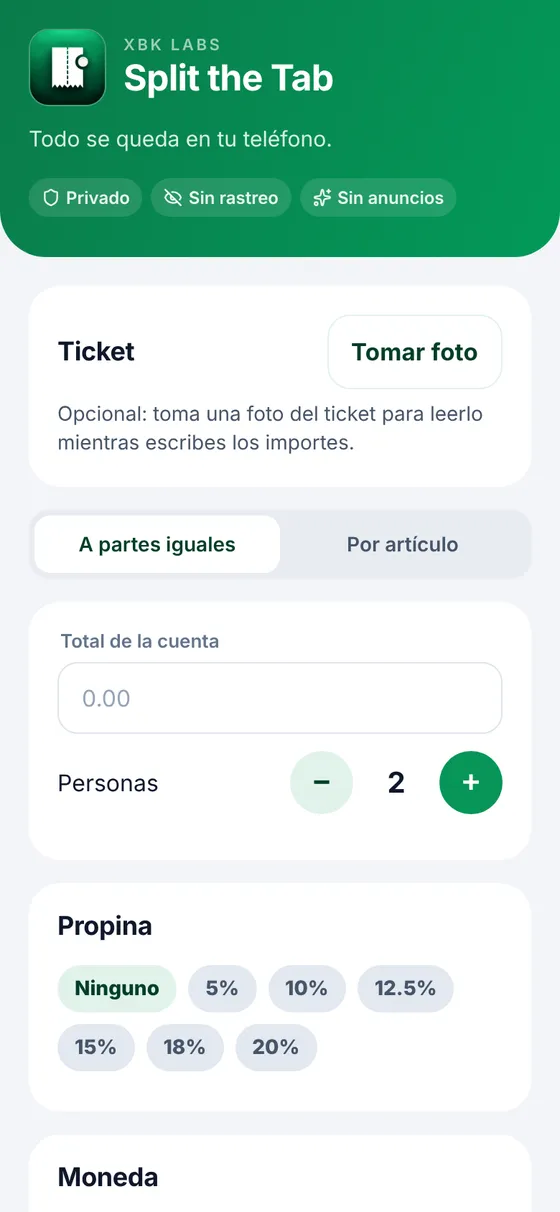 XBK LABS
Split the Tab
Todo se queda en tu teléfono.
Privado
Sin rastreo
Sin anuncios
Ticket
Tomar foto
Opcional: toma una foto del ticket para leerlo
mientras escribes los importes.
A partes iguales
Por artículo
Total de la cuenta
0.00
Personas
−
2
+
Propina
Ninguno
5%
10%
12.5%
15%
18%
20%
Moneda